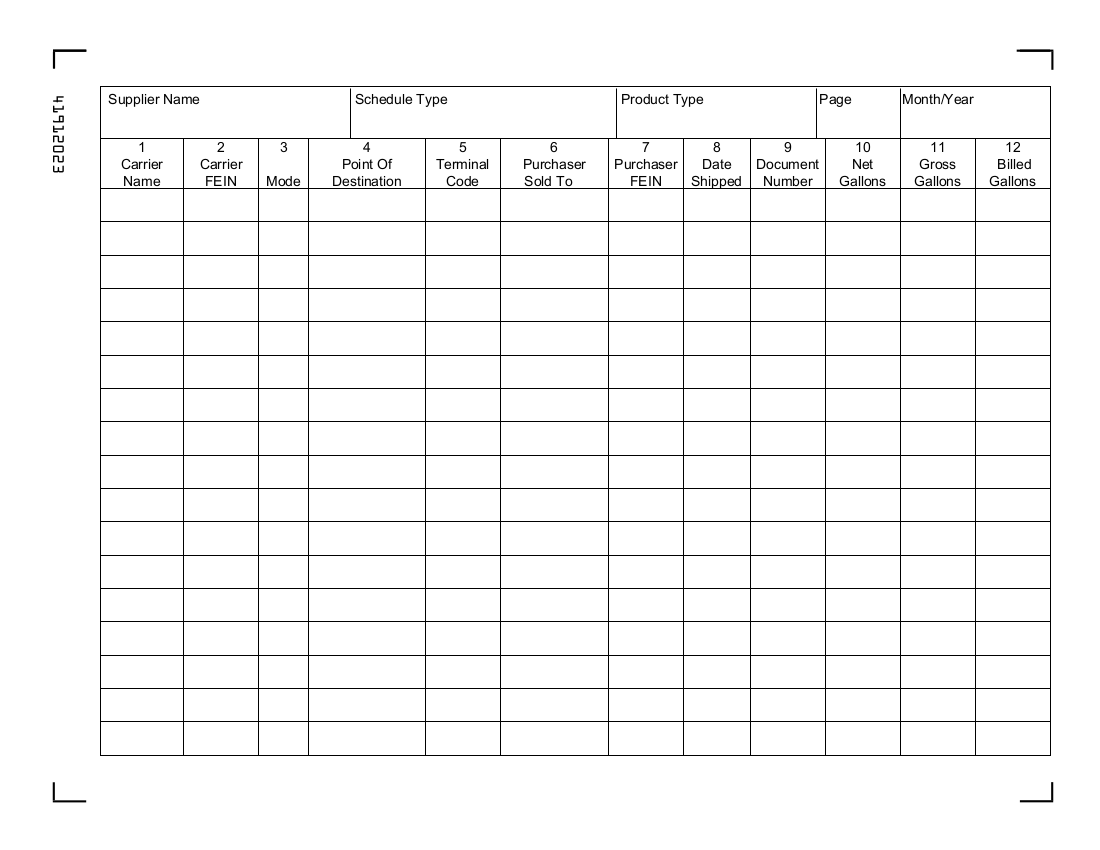 41912023
Supplier Name Schedule Type Product Type Page Month/Year
1 2 3 4 5 6 7 8 9 10 11 12
Carrier Carrier Point Of Terminal Purchaser Purchaser Date Document Net Gross Billed
Name FEIN Mode Destination Code Sold To FEIN Shipped Number Gallons Gallons Gallons